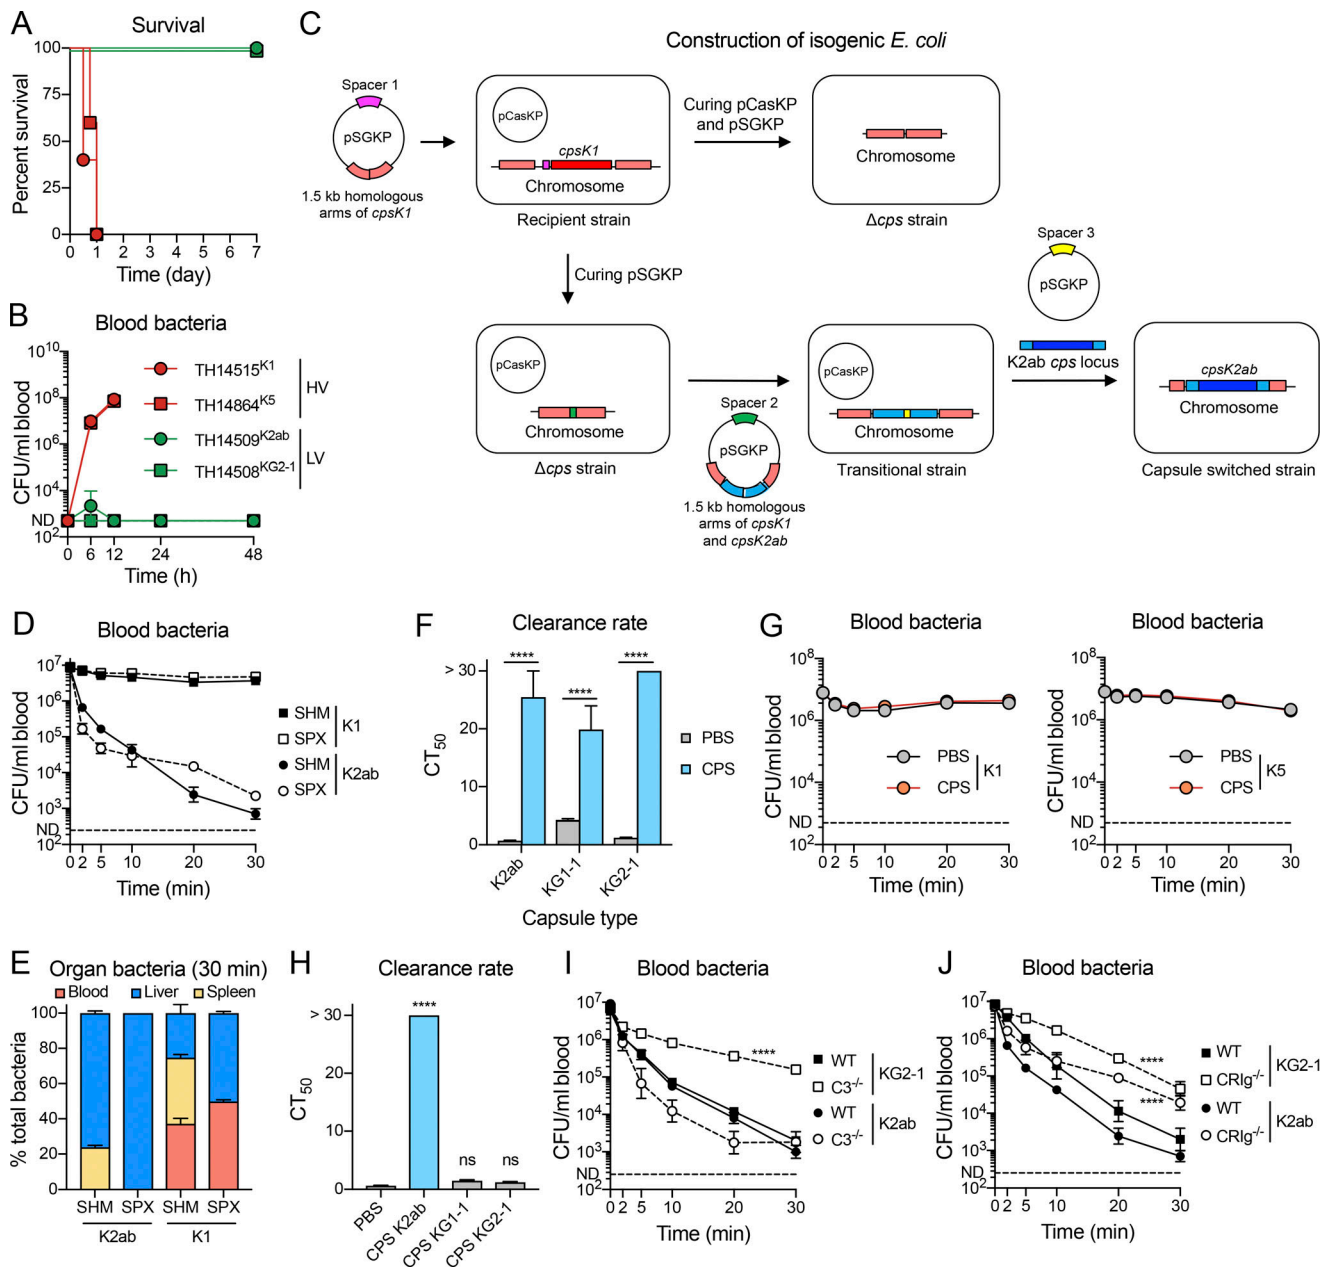 A
Survival
Percent survival
100
75
50
25
0
0 1 2 3 4 5 6 7
Time (day)
B
Blood bacteria
CFU/ml blood
10^10
10^8
10^6
10^4
ND
10^2
0 6 12 24 48
Time (h)
TH14515^K1
TH14864^K5
HV
TH14509^K2ab
TH14508^KG2-1
LV
C
Construction of isogenic E. coli
Spacer 1
pSGKP
1.5 kb homologous
arms of cpsK1
pCasKP
cpsK1
Chromosome
Recipient strain
Curing pCasKP
and pSGKP
Chromosome
Δcps strain
Curing pSGKP
pCasKP
Chromosome
Δcps strain
Spacer 2
pSGKP
1.5 kb homologous
arms of cpsK1
and cpsK2ab
pCasKP
Chromosome
Transitional strain
Spacer 3
pSGKP
K2ab cps locus
cpsK2ab
Chromosome
Capsule switched strain
D
Blood bacteria
CFU/ml blood
10^7
10^6
10^5
10^4
10^3
ND
10^2
0 2 5 10 20 30
Time (min)
SHM
SPX
K1
SHM
SPX
K2ab
E
Organ bacteria (30 min)
Blood Liver Spleen
% total bacteria
100
80
60
40
20
0
SHM SPX SHM SPX
K2ab K1
F
Clearance rate
CT50
> 30
20
10
0
**** **** ****
PBS
CPS
K2ab KG1-1 KG2-1
Capsule type
G
Blood bacteria
CFU/ml blood
10^8
10^6
10^4
ND
10^2
0 2 5 10 20 30
Time (min)
PBS
CPS
K1
Blood bacteria
CFU/ml blood
10^8
10^6
10^4
ND
10^2
0 2 5 10 20 30
Time (min)
PBS
CPS
K5
H
Clearance rate
CT50
> 30
20
10
0
**** ns ns
PBS CPS K2ab CPS KG1-1 CPS KG2-1
I
Blood bacteria
CFU/ml blood
10^7
10^6
10^5
10^4
10^3
ND
10^2
0 2 5 10 20 30
Time (min)
****
WT
C3^-/-
KG2-1
WT
C3^-/-
K2ab
J
Blood bacteria
CFU/ml blood
10^7
10^6
10^5
10^4
10^3
ND
10^2
0 2 5 10 20 30
Time (min)
****
****
WT
CRIg^-/-
KG2-1
WT
CRIg^-/-
K2ab